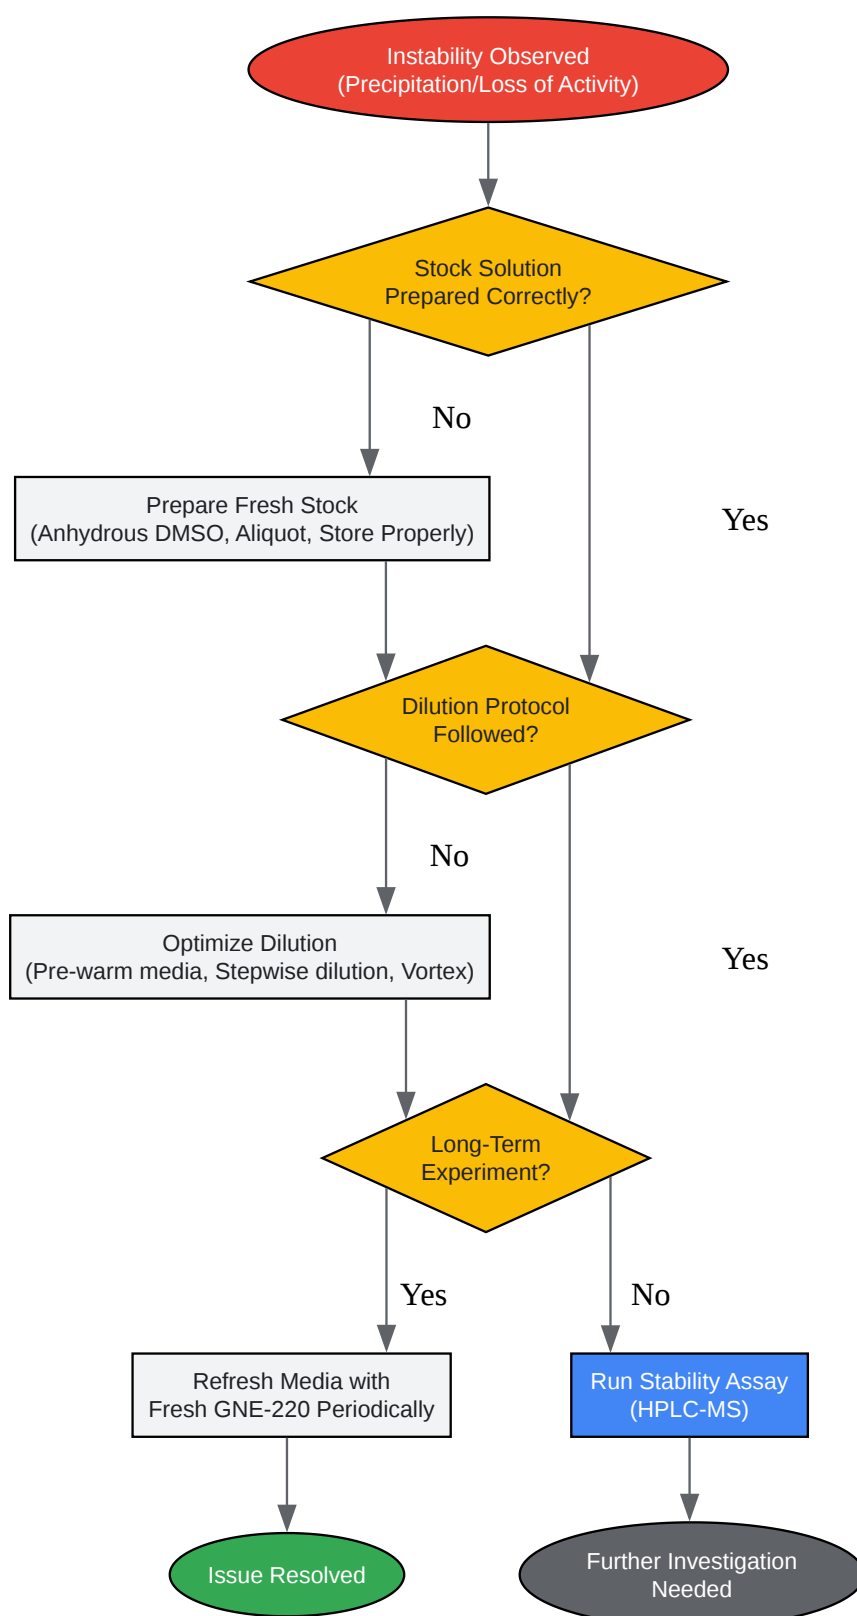 Instability Observed
(Precipitation/Loss of Activity)
Stock Solution
Prepared Correctly?
No
Prepare Fresh Stock
(Anhydrous DMSO, Aliquot, Store Properly)
Yes
Dilution Protocol
Followed?
No
Optimize Dilution
(Pre-warm media, Stepwise dilution, Vortex)
Yes
Long-Term
Experiment?
Yes
No
Refresh Media with
Fresh GNE-220 Periodically
Run Stability Assay
(HPLC-MS)
Issue Resolved
Further Investigation
Needed